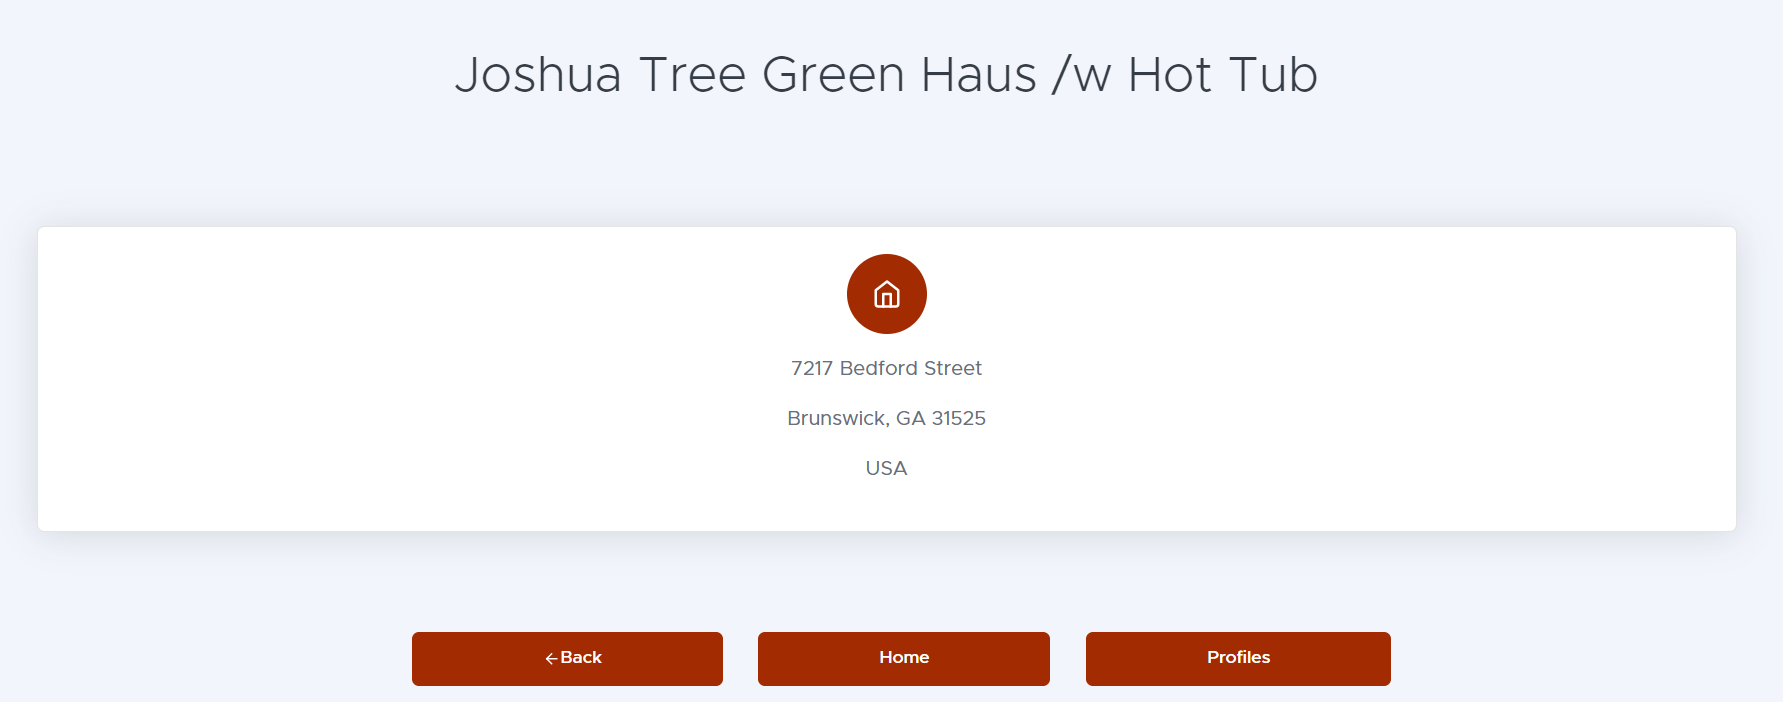 Joshua Tree Green Haus /w Hot Tub
7217 Bedford Street
Brunswick, GA 31525
USA
←Back
Home
Profiles